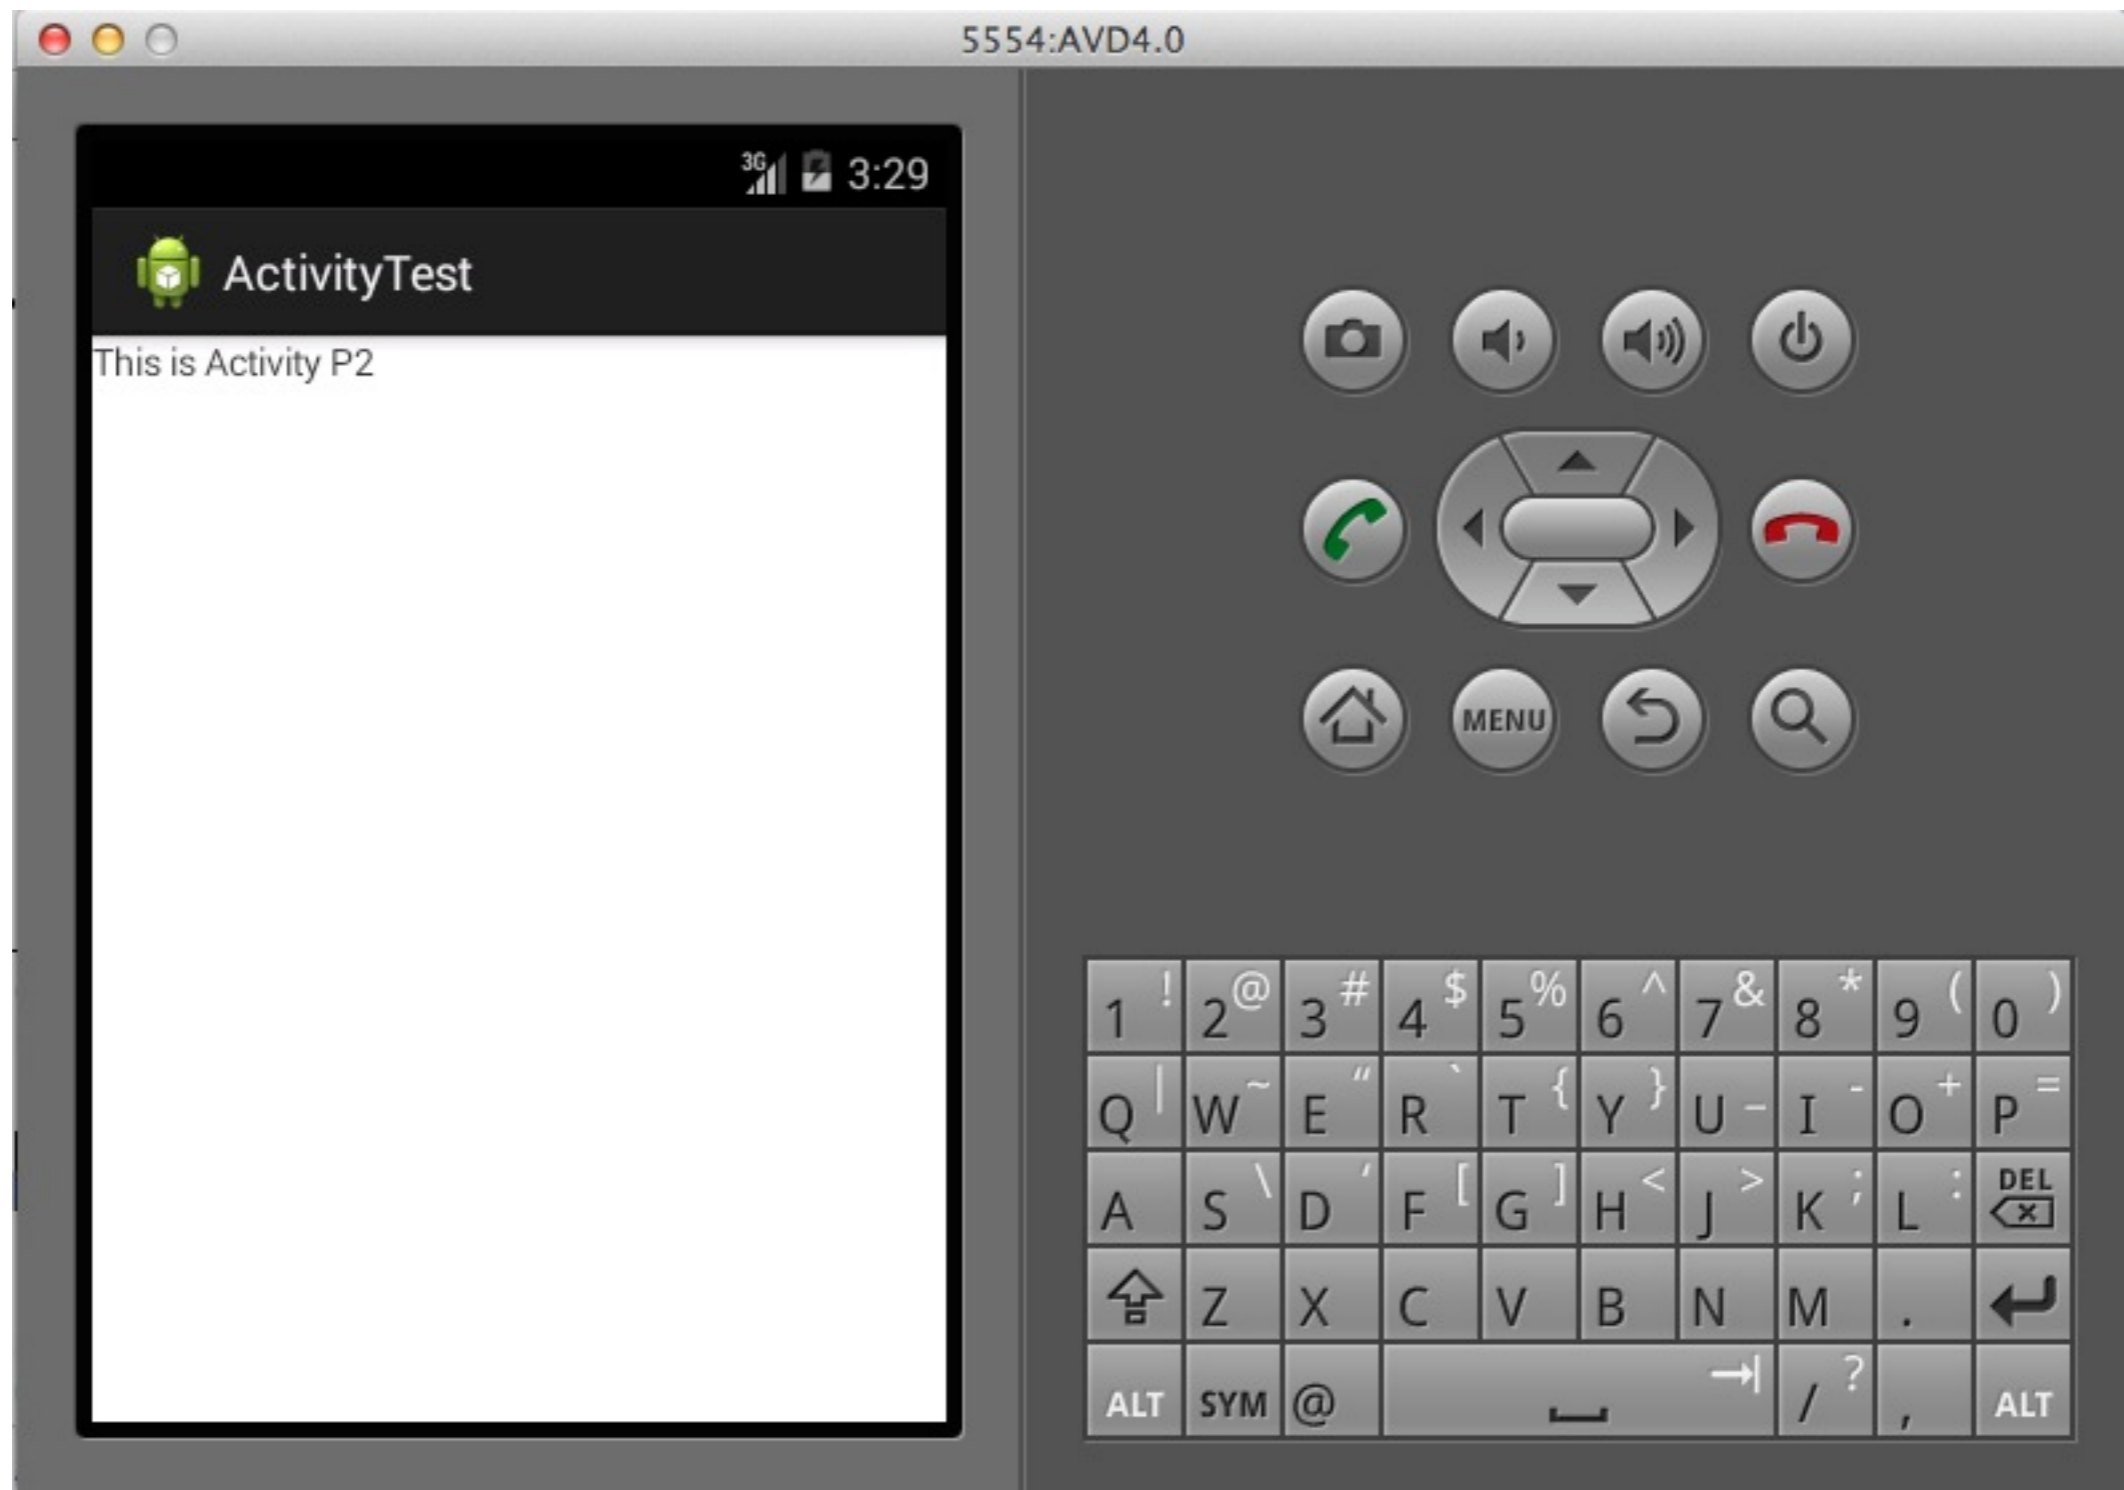 5554:AVD4.0
3G 3:29
ActivityTest
This is Activity P2
MENU
1 ! 2 @ 3 # 4 $ 5 % 6 ^ 7 & 8 * 9 ( 0 )
Q | W ~ E “ R ` T { Y } U _ I - O + P =
A S \ D ‘ F [ G ] H < J > K ; L : DEL
Z X C V B N M .
ALT SYM @ / ? , ALT